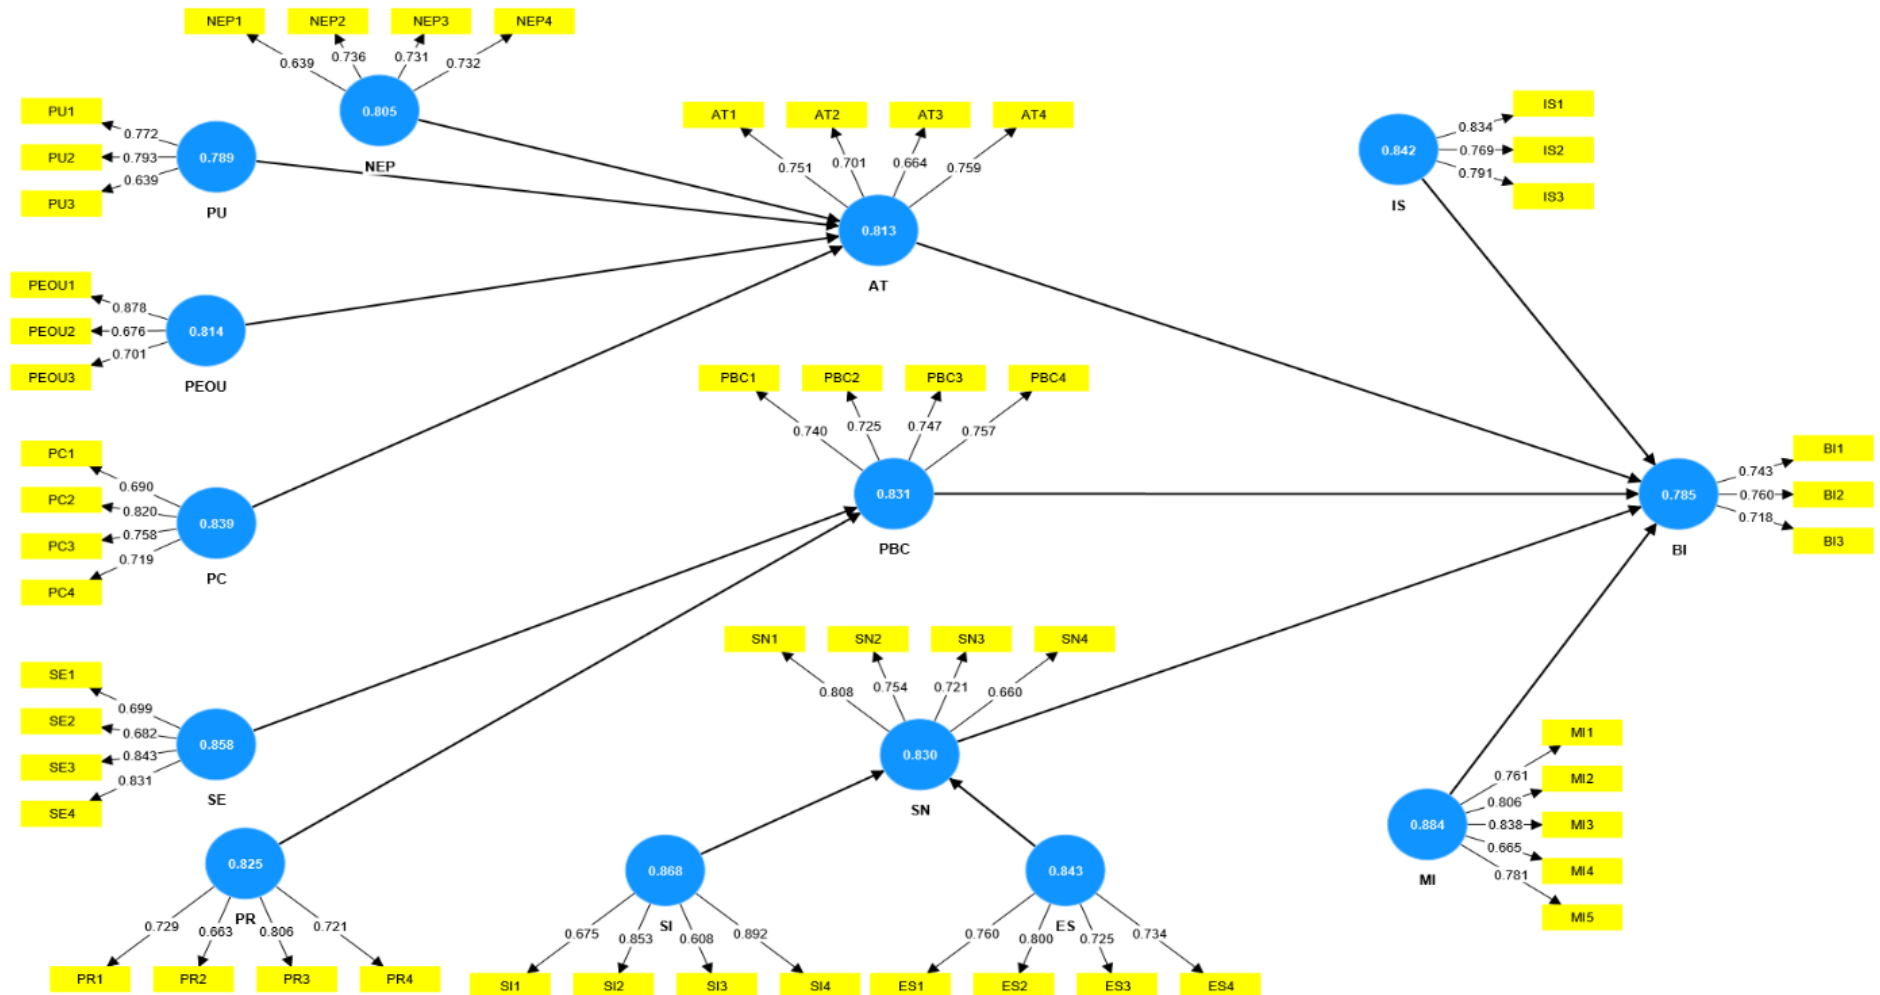 NEP1 NEP2 NEP3 NEP4
0.639 0.736 0.731 0.732
0.805
NEP
PU1
PU2
PU3
0.772
0.793
0.639
0.789
PU
AT1 AT2 AT3 AT4
0.751 0.701 0.664 0.759
0.813
AT
IS1
IS2
IS3
0.834
0.769
0.791
0.842
IS
PEOU1
PEOU2
PEOU3
0.878
0.676
0.701
0.814
PEOU
PBC1 PBC2 PBC3 PBC4
0.740 0.725 0.747 0.757
0.831
PBC
PC1
PC2
PC3
PC4
0.690
0.820
0.758
0.719
0.839
PC
BI1
BI2
BI3
0.743
0.760
0.718
0.785
BI
SN1 SN2 SN3 SN4
0.808 0.754 0.721 0.660
0.830
SN
SE1
SE2
SE3
SE4
0.699
0.682
0.843
0.831
0.858
SE
MI1
MI2
MI3
MI4
MI5
0.761
0.806
0.838
0.665
0.781
0.884
MI
0.825
PR
0.729 0.663 0.806 0.721
PR1 PR2 PR3 PR4
0.868
SI
0.675 0.853 0.608 0.892
SI1 SI2 SI3 SI4
0.843
ES
0.760 0.800 0.725 0.734
ES1 ES2 ES3 ES4